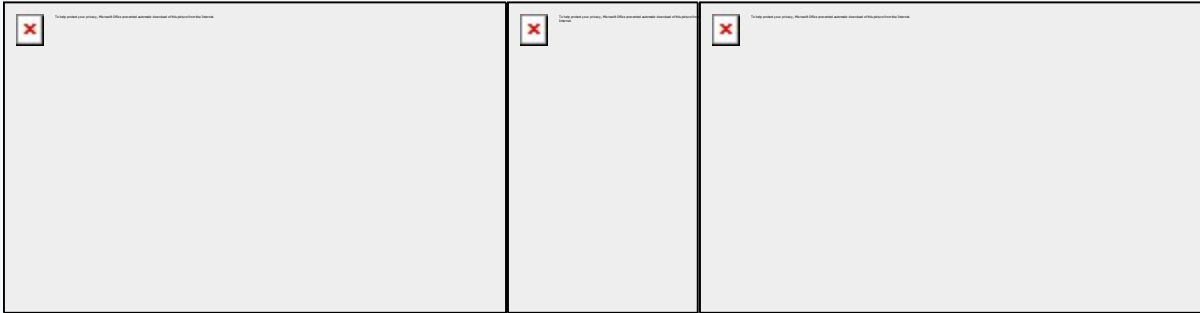 To help protect your privacy, Microsoft Office prevented automatic download of this picture from the Internet.
To help protect your privacy, Microsoft Office prevented automatic download of this picture from the
Internet.
To help protect your privacy, Microsoft Office prevented automatic download of this picture from the Internet.